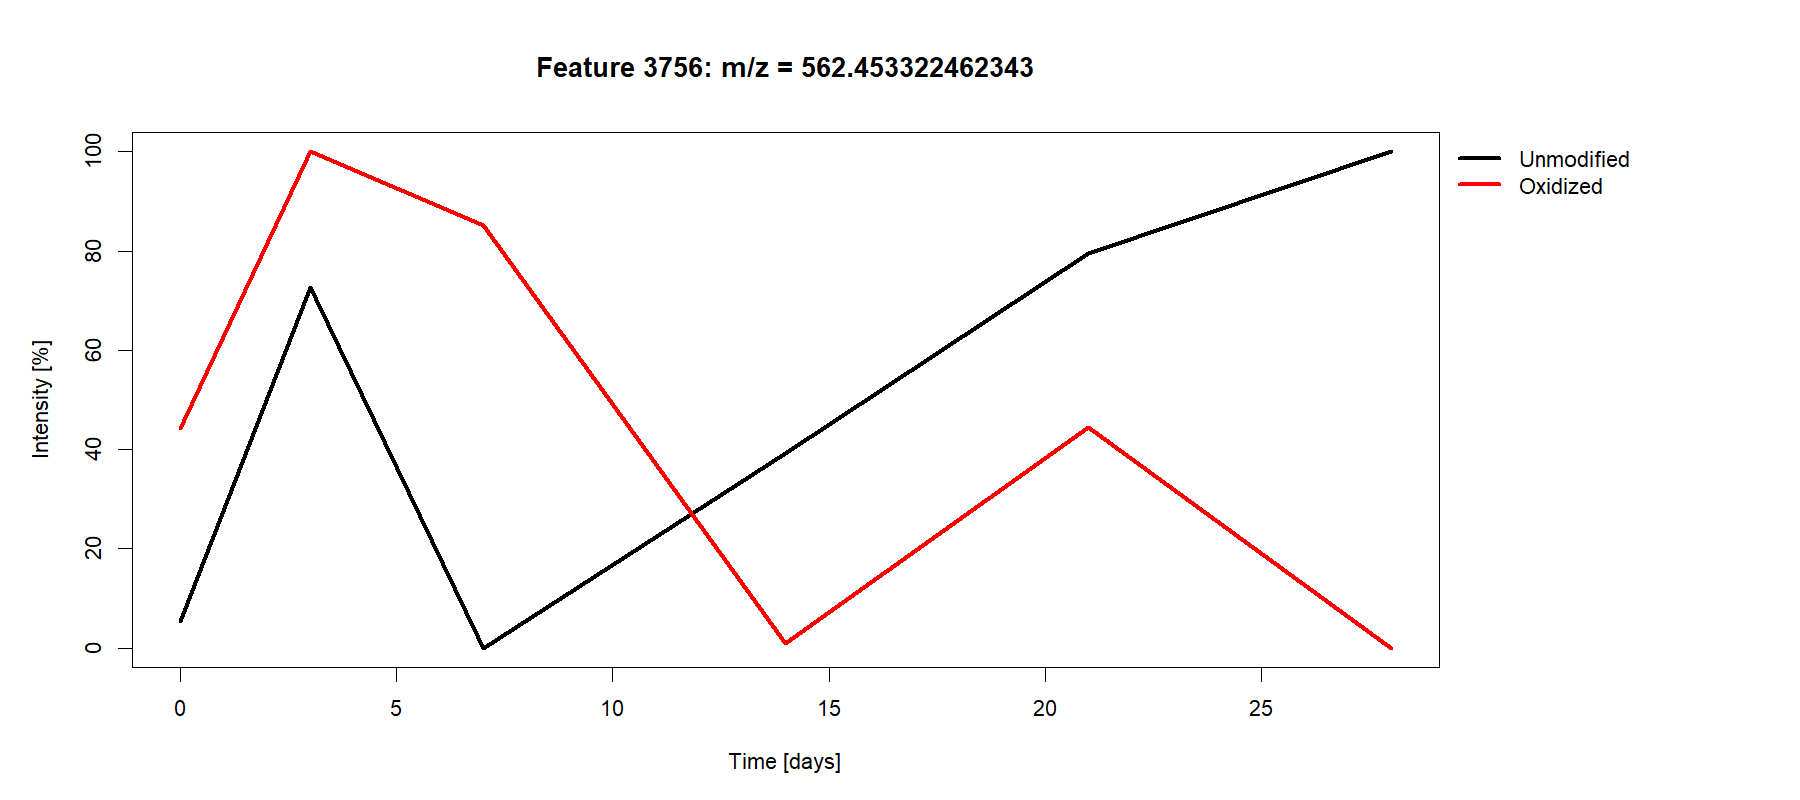 Feature 3756: m/z = 562.453322462343
Unmodified
Oxidized
Intensity [%]
100
80
60
40
20
0
0 5 10 15 20 25
Time [days]